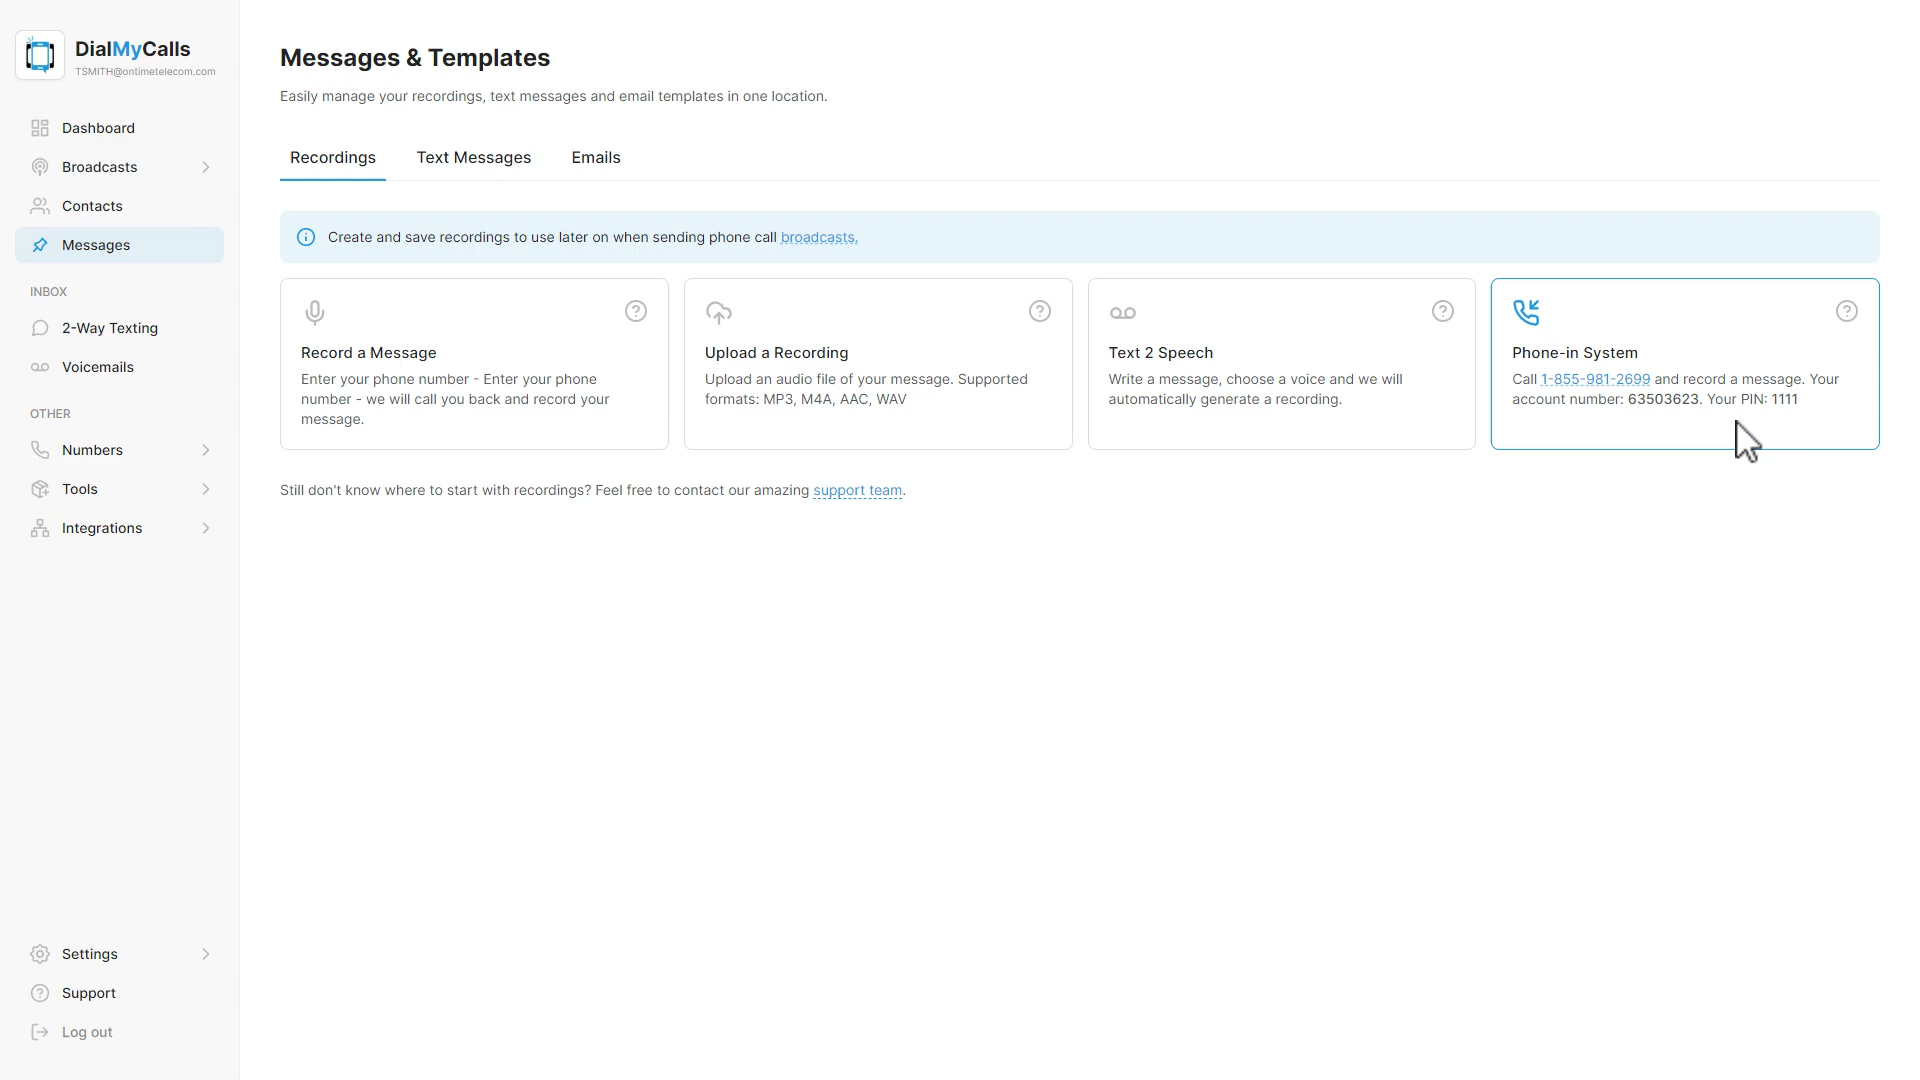 DialMyCalls
TSMITH@ontimetelecom.com
Dashboard
Broadcasts
Contacts
Messages
INBOX
2-Way Texting
Voicemails
OTHER
Numbers
Tools
Integrations
Settings
Support
Log out
Messages & Templates
Easily manage your recordings, text messages and email templates in one location.
Recordings
Text Messages
Emails
Create and save recordings to use later on when sending phone call broadcasts.
Record a Message
Enter your phone number - Enter your phone
number - we will call you back and record your
message.
Upload a Recording
Upload an audio file of your message. Supported
formats: MP3, M4A, AAC, WAV
Text 2 Speech
Write a message, choose a voice and we will
automatically generate a recording.
Phone-in System
Call 1-855-981-2699 and record a message. Your
account number: 63503623. Your PIN: 1111
Still don't know where to start with recordings? Feel free to contact our amazing support team.